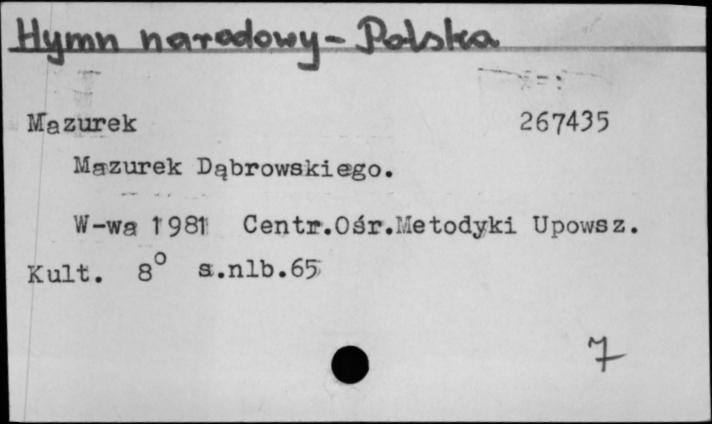 Hymn narodowy - Polska
Mazurek 267435
Mazurek Dąbrowskiego.
W-wa 1981 Centr.Ośr.Metodyki Upowsz.
Kult. 8° s.nlb.65
7